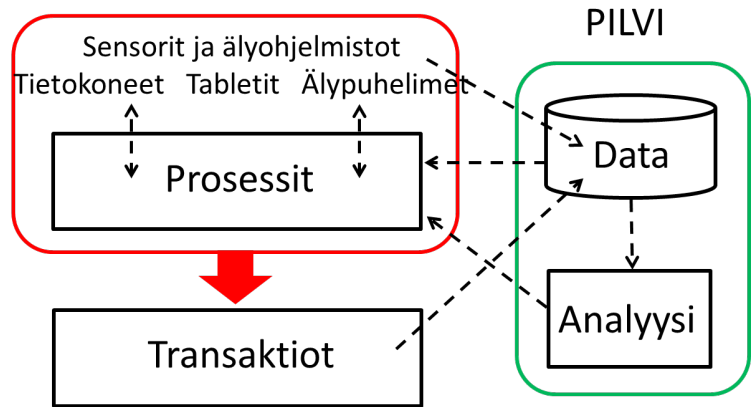 PILVI
Sensorit ja älyohjelmistot
Tietokoneet Tabletit Älypuhelimet
Data
Prosessit
Analyysi
Transaktiot